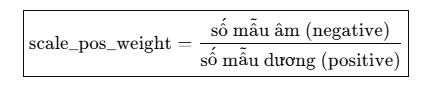 scale_pos_weight = số mẫu âm (negative)
số mẫu dương (positive)